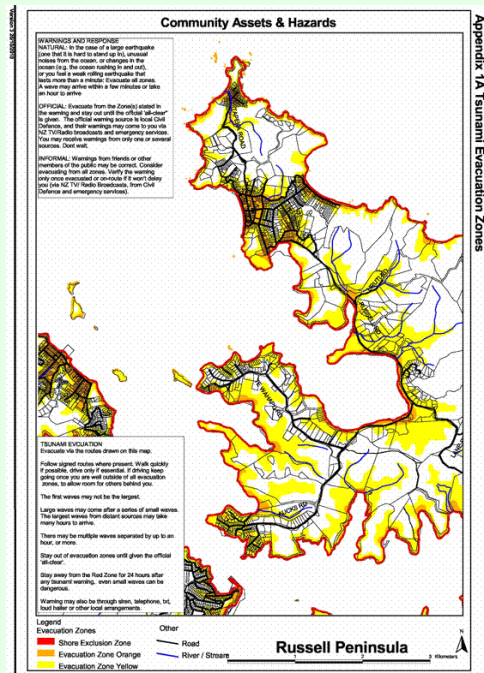 Community Assets & Hazards
Appendix 1A Tsunami Evacuation Zones
WARNINGS AND RESPONSE
NATURAL: In the case of a large earthquake
(one that it is hard to stand up in), unusual
noises from the ocean, or changes in the
ocean (e.g. the ocean rushing in and out),
or you feel a weak rolling earthquake that
lasts more than a minute: Evacuate all zones.
A wave may arrive within a few minutes or take
an hour to arrive
OFFICIAL: Evacuate from the Zone(s) stated in
the warning and stay out until the official 'all-clear'
is given. The official warning source is local Civil
Defence, and their warnings may come to you via
NZ TV/Radio broadcasts and emergency services.
You may receive warnings from only one or several
sources. Dont wait.
INFORMAL: Warnings from friends or other
members of the public may be correct. Consider
evacuating from all zones. Verify the warning
only once evacuated or on-route if it won't delay
you (via NZ TV/ Radio Broadcasts, from Civil
Defence and emergency services).
ROAD
TSUNAMI EVCUATION
Evacuate via the routes drawn on this map.
Follow signed routes where present. Walk quickly
if possible, drive only if essential. If driving keep
going once you are well outside of all evacuation
zones, to allow room for others behind you.
The first waves may not be the largest.
Large waves may come after a series of small waves.
The largest waves from distant sources may take
many hours to arrive.
There may be multiple waves separated by up to an
hour, or more.
Stay out of evacuation zones until given the official
'all-clear'.
Stay away from the Red Zone for 24 hours after
any tsunami warning, even small waves can be
dangerous.
Warning may also be through siren, telephone, txt,
loud hailer or other local arrangements.
Legend
Evacuation Zones
Shore Exclusion Zone
Evacuation Zone Orange
Evacuation Zone Yellow
Other
Road
River / Stream
Russell Peninsula
0
1
2
3 Kilometers
N